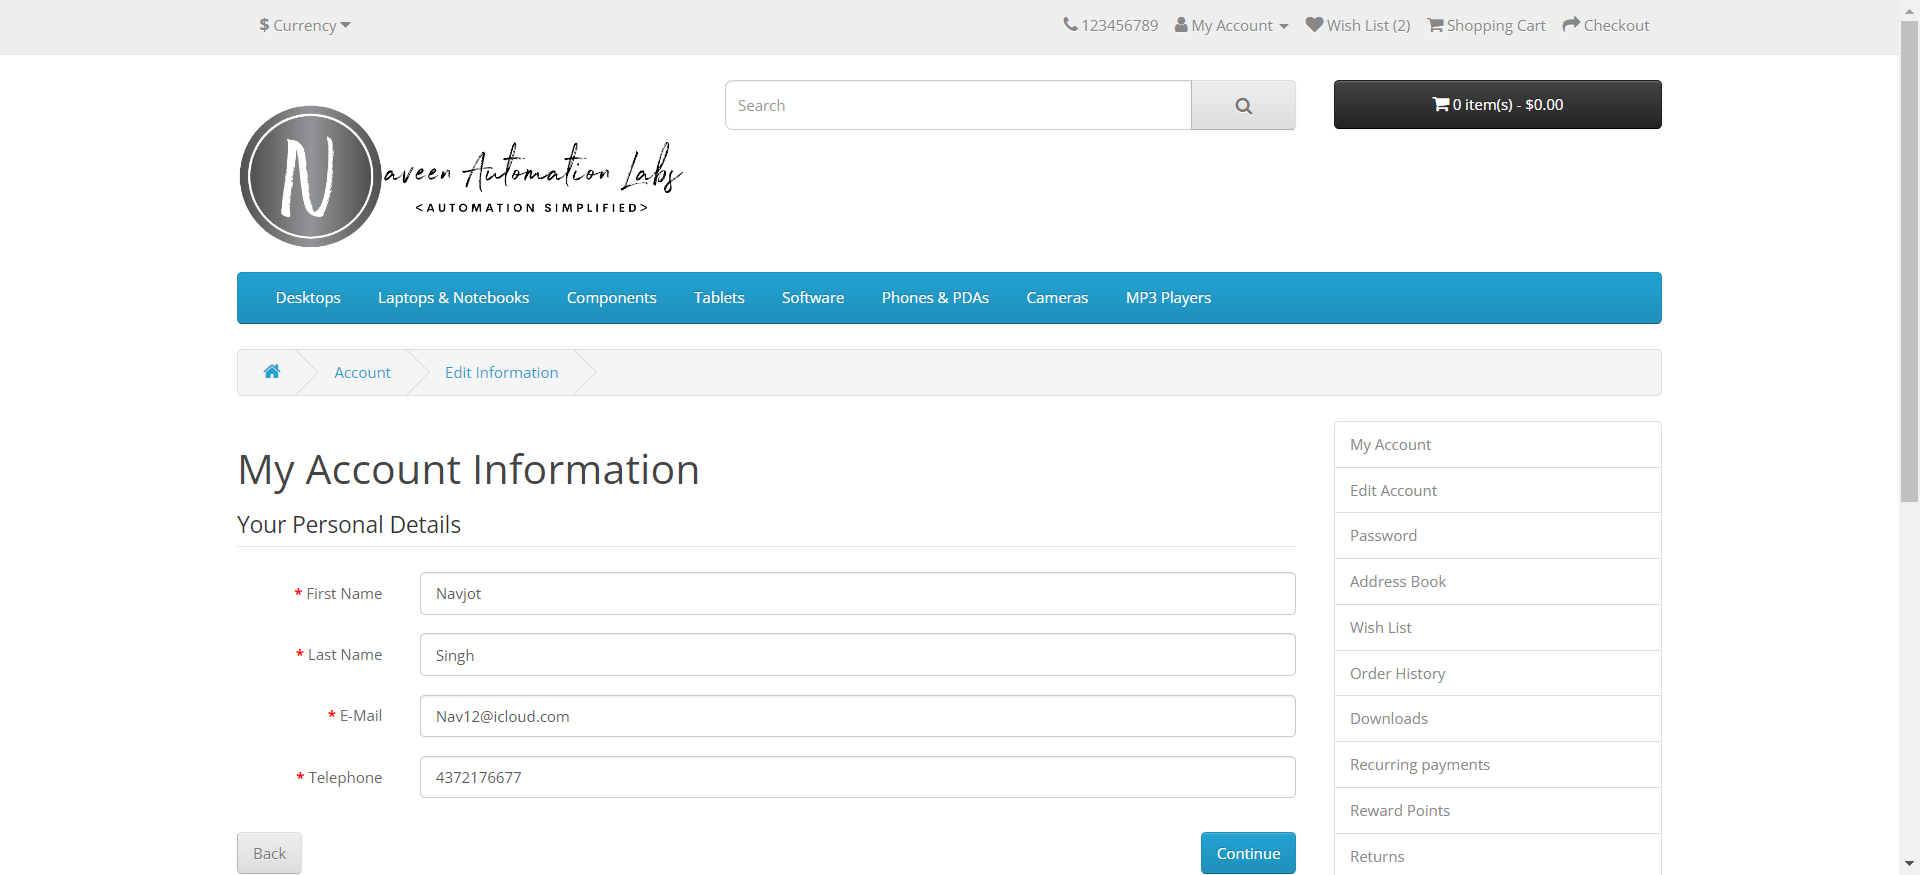 $ Currency
123456789 My Account Wish List (2) Shopping Cart Checkout
Search
0 item(s) - $0.00
N
aveen Automation Labs
<AUTOMATION SIMPLIFIED>
Desktops Laptops & Notebooks Components Tablets Software Phones & PDAs Cameras MP3 Players
Account Edit Information
My Account Information
Your Personal Details
* First Name Navjot
* Last Name Singh
* E-Mail Nav12@icloud.com
* Telephone 4372176677
Back Continue
My Account
Edit Account
Password
Address Book
Wish List
Order History
Downloads
Recurring payments
Reward Points
Returns